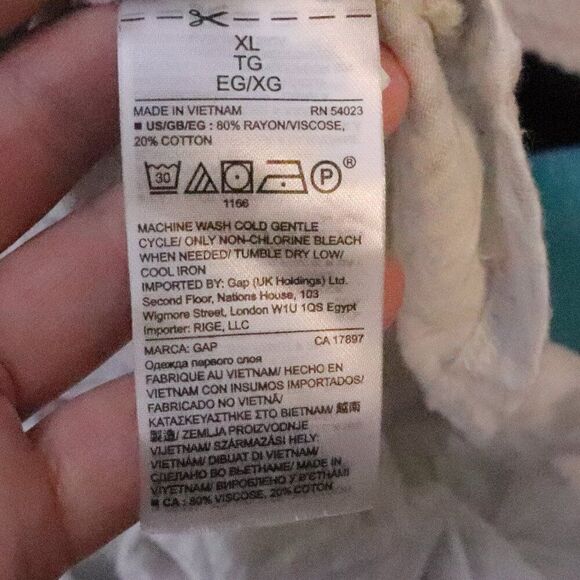 XL
TG
EG/XG
MADE IN VIETNAM RN 54023
■ US/GB/EG : 80% RAYON/VISCOSE,
20% COTTON
30 P ®
1166
MACHINE WASH COLD GENTLE
CYCLE/ ONLY NON-CHLORINE BLEACH
WHEN NEEDED/ TUMBLE DRY LOW/
COOL IRON
IMPORTED BY: Gap (UK Holdings) Ltd.
Second Floor, Nations House, 103
Wigmore Street, London W1U 1QS Egypt
Importer: RIGE, LLC
MARCA: GAP CA 17897
Одежда первого слоя
FABRIQUE AU VIETNAM/ HECHO EN
VIETNAM CON INSUMOS IMPORTADOS/
FABRICADO NO VIETNÃ/
ΚΑΤΑΣΚΕΥΑΣΤΗΚΕ ΣΤΟ ΒΙΕΤΝΑΜ/ 越南
製造/ ZEMLJA PROIZVODNJE
VIJETNAM/ SZÁRMAZÁSI HELY:
VIETNÁM/ DIBUAT DI VIETNAM/
СДЕЛАНО ВО ВЬЕТНАМЕ/ MADE IN
VIYETNAM/ ВИРОБЛЕНО У В'ЄТНАМІ
■ CA : 80% VISCOSE, 20% COTTON